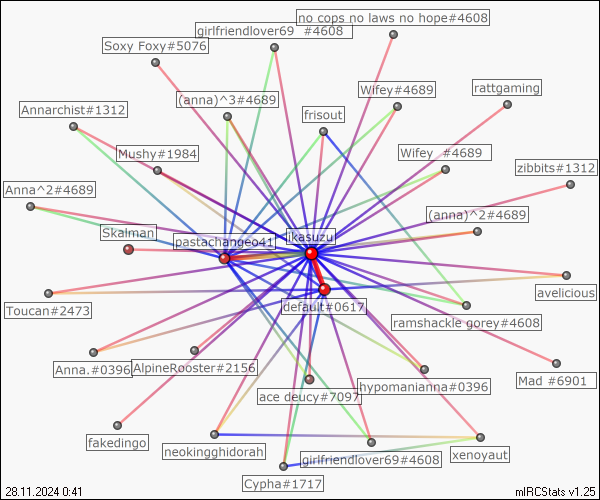 no cops no laws no hope#4608
girlfriendlover69 #4608
Soxy Foxy#5076
Wifey#4689
rattgaming
(anna)^3#4689
Annarchist#1312
frisout
Mushy#1984
Wifey #4689
zibbits#1312
Anna^2#4689
(anna)^2#4689
Skalman
pastachangeo41
ikasuzu
avelicious
default#0617
Toucan#2473
ramshackle gorey#4608
Anna.#0396
AlpineRooster#2156
Mad #6901
hypomanianna#0396
ace deucy#7097
fakedingo
neokingghidorah
girlfriendlover69#4608
xenoyaut
Cypha#1717
28.11.2024 0:41
mIRCStats v1.25